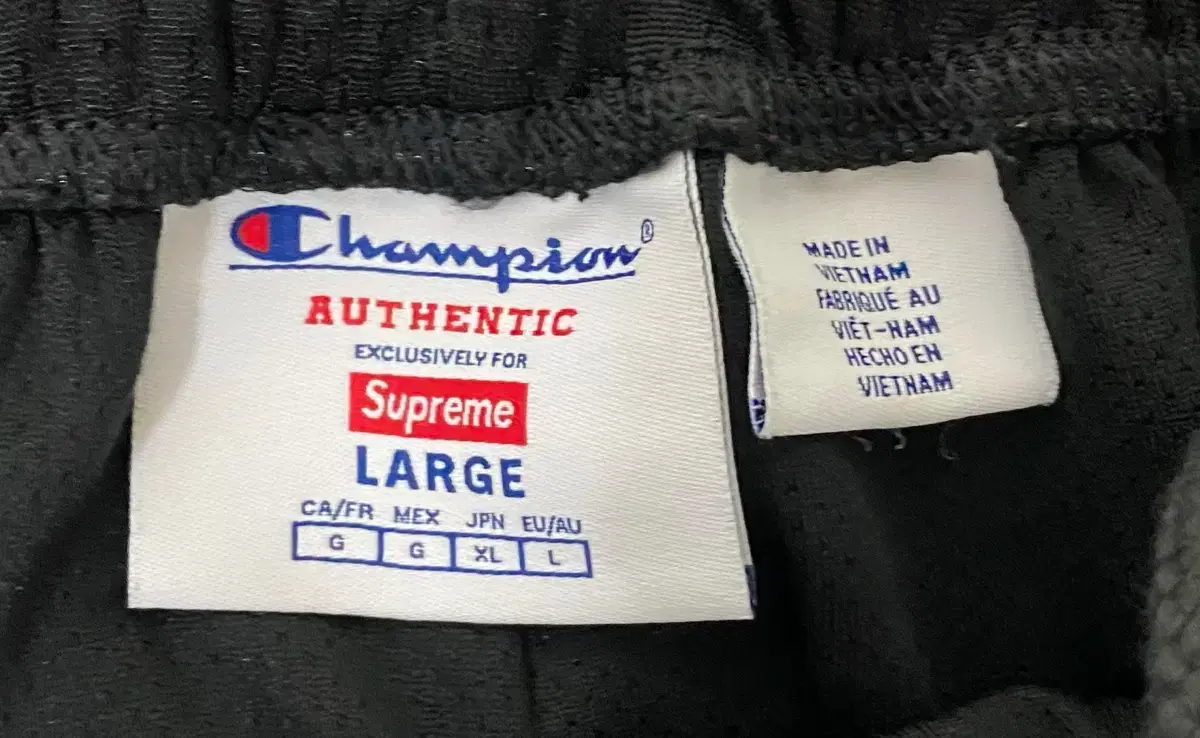 Champion®
AUTHENTIC
EXCLUSIVELY FOR
Supreme
LARGE
CA/FR MEX JPN EU/AU
G G XL L
MADE IN
VIETNAM
FABRIQUÉ AU
VIÊT-NAM
HECHO EN
VIETNAM